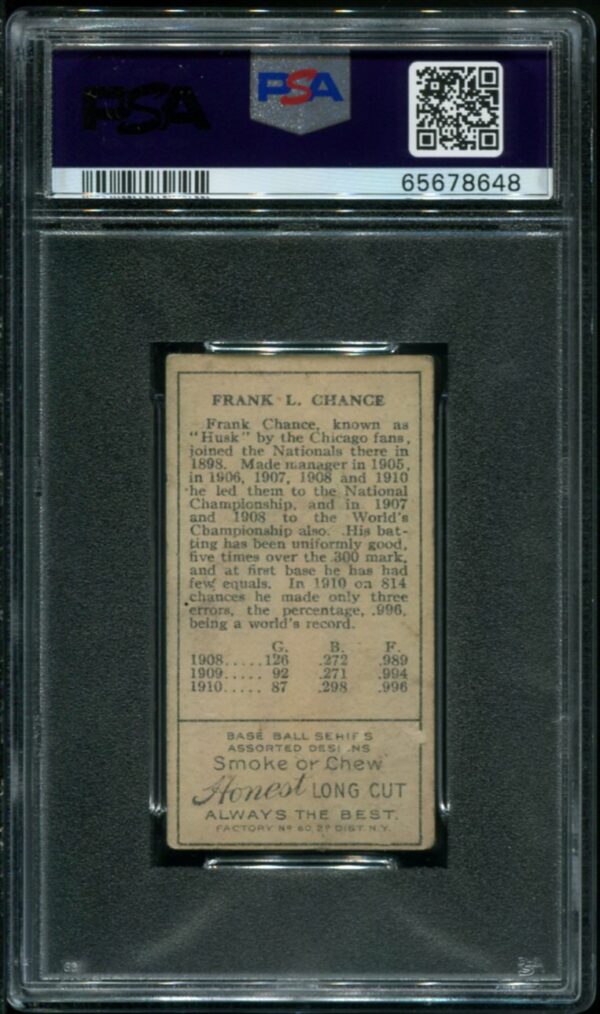 PSA
PSA
65678648
FRANK L. CHANCE
Frank Chance, known as
"Husk" by the Chicago fans,
joined the Nationals there in
1898. Made manager in 1905,
in 1906, 1907, 1908 and 1910
he led them to the National
Championship, and in 1907
and 1908 to the World's
Championship also. His bat-
ting has been uniformly good,
five times over the .300 mark,
and at first base he has had
few equals. In 1910 on 814
chances he made only three
errors, the percentage, .996,
being a world's record.
G. B. F.
1908.....126 .272 .989
1909..... 92 .271 .994
1910..... 87 .298 .996
BASE BALL SERIES
ASSORTED DESIGNS
Smoke or Chew
Honest LONG CUT
ALWAYS THE BEST.
FACTORY Nº 60, 2ᴰ DIST. N.Y.